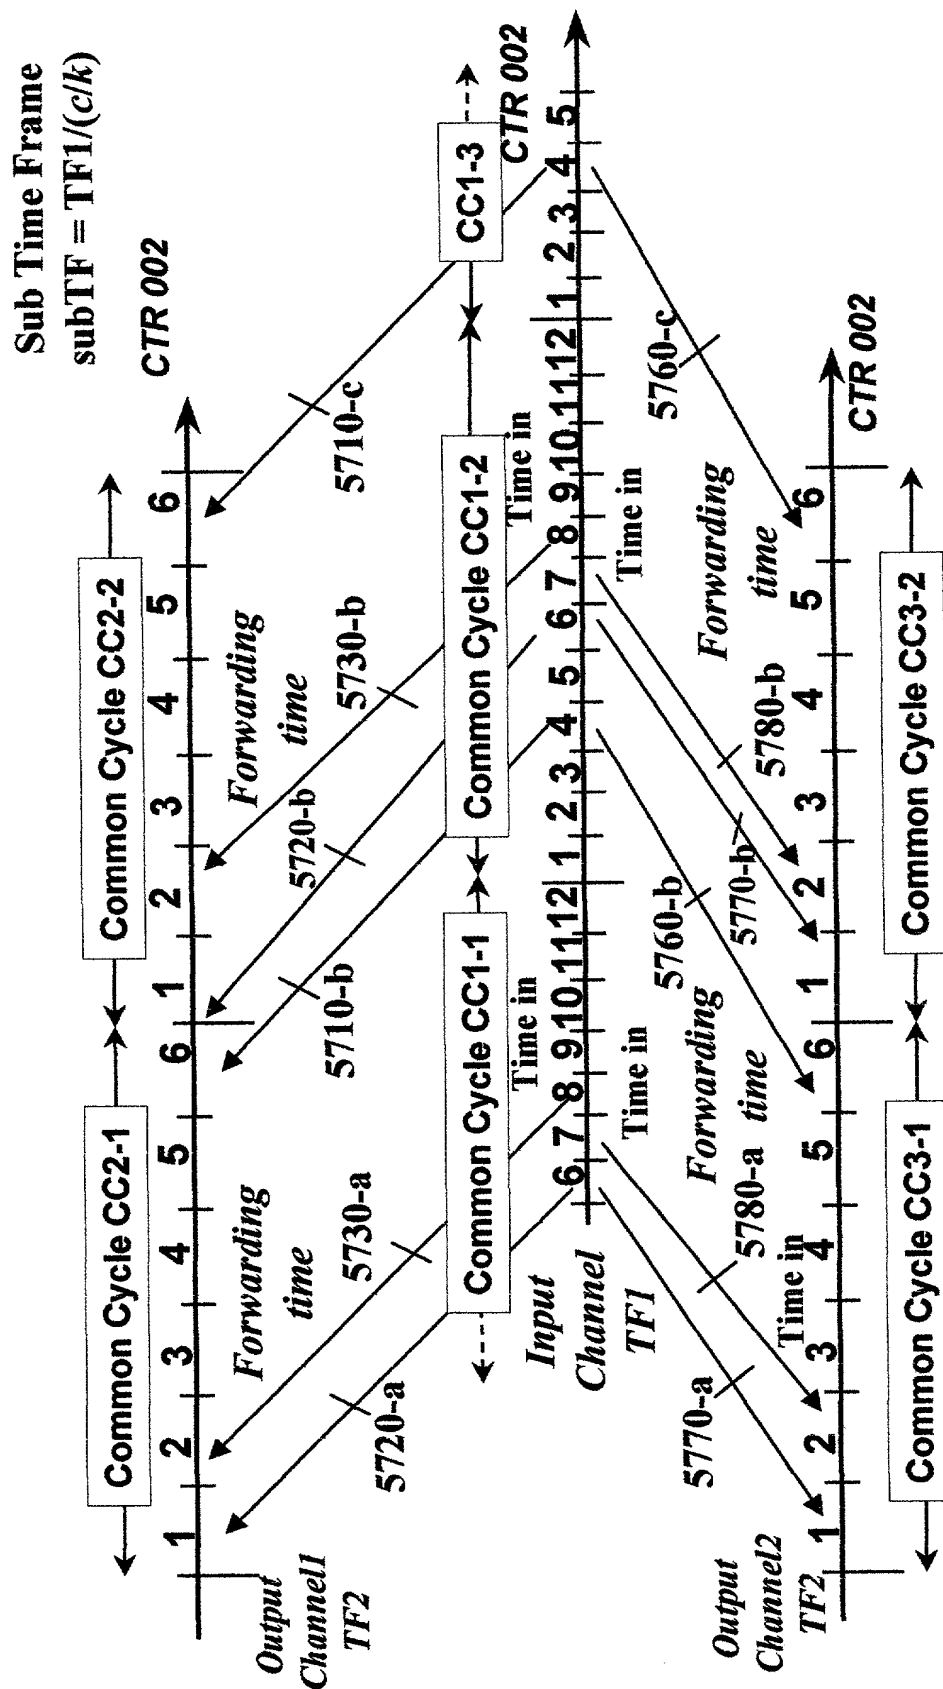 Sub Time Frame
subTF = TF1/(c/k)
Common Cycle CC2-1
Common Cycle CC2-2
CTR 002
1 2 3 4 5 6 1 2 3 4 5 6
Output
Channel1
TF2
Forwarding
time
Forwarding
time
5720-a
5730-a
5710-b
5720-b
5730-b
5710-c
Common Cycle CC1-1
Common Cycle CC1-2
CC1-3
Time in
Time in
CTR 002
6 7 8 9 10 11 12 1 2 3 4 5 6 7 8 9 10 11 12 1 2 3 4 5
Input
Channel
TF1
Time in
Time in
5770-a
5780-a
Forwarding
time
5760-b
5770-b
5780-b
Forwarding
time
5760-c
Time in
Output
Channel2
TF2
1 2 3 4 5 6 1 2 3 4 5 6
CTR 002
Common Cycle CC3-1
Common Cycle CC3-2